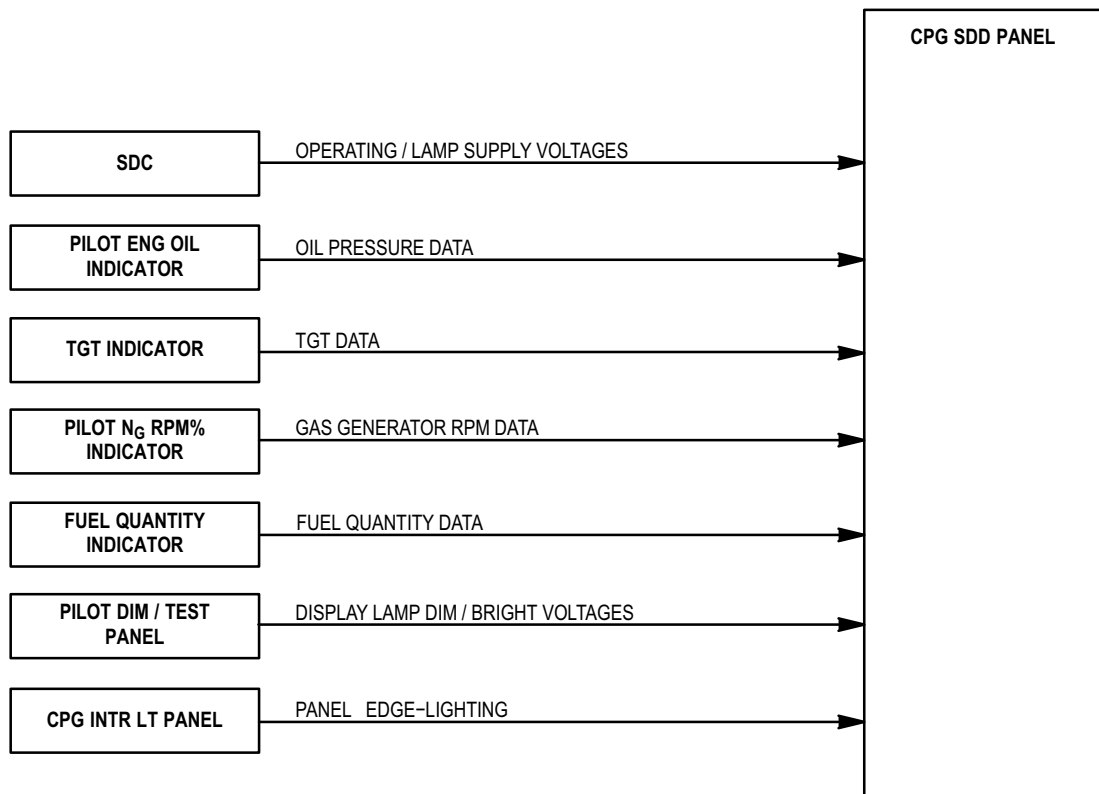 CPG SDD PANEL
SDC
OPERATING / LAMP SUPPLY VOLTAGES
PILOT ENG OIL
INDICATOR
OIL PRESSURE DATA
TGT INDICATOR
TGT DATA
PILOT NG RPM%
INDICATOR
GAS GENERATOR RPM DATA
FUEL QUANTITY
INDICATOR
FUEL QUANTITY DATA
PILOT DIM / TEST
PANEL
DISPLAY LAMP DIM / BRIGHT VOLTAGES
CPG INTR LT PANEL
PANEL EDGE−LIGHTING